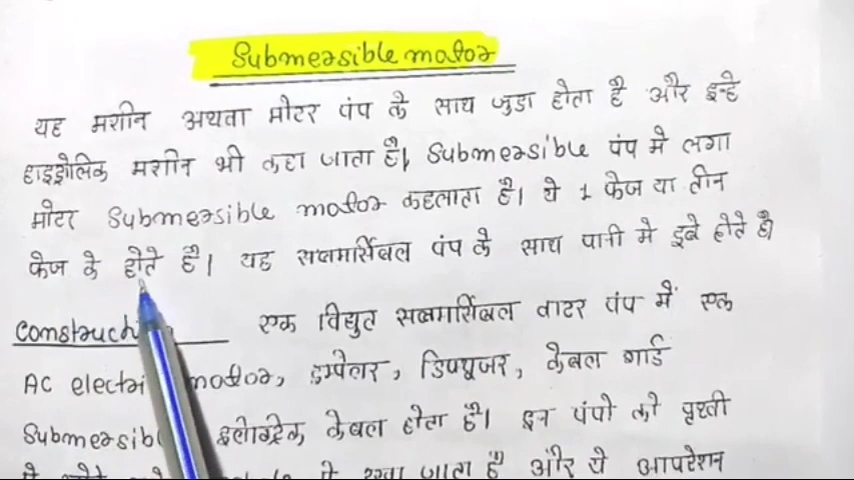 Submersible motor
यह मशीन अथवा मोटर पंप के साथ जुडा होता है और इन्हे
हाइड्रोलिक मशीन भी कहा जाता है। Submersible पंप मे लगा
मोटर Submersible motor कहलाता है। ये 1 फेज या तीन
फेज के होते है। यह सबमर्सिबल पंप के साथ पानी मे डूबे होते है।
Construction एक विद्युत सबमर्सिबल वाटर पंप में एक
AC electric motor, इम्पेलर, डिफ्यूजर, केबल गार्ड
Submersible इलेक्ट्रिक केबल होता है। इन पंपो को पृथ्वी
रखा जाता है और ये आपरेशन